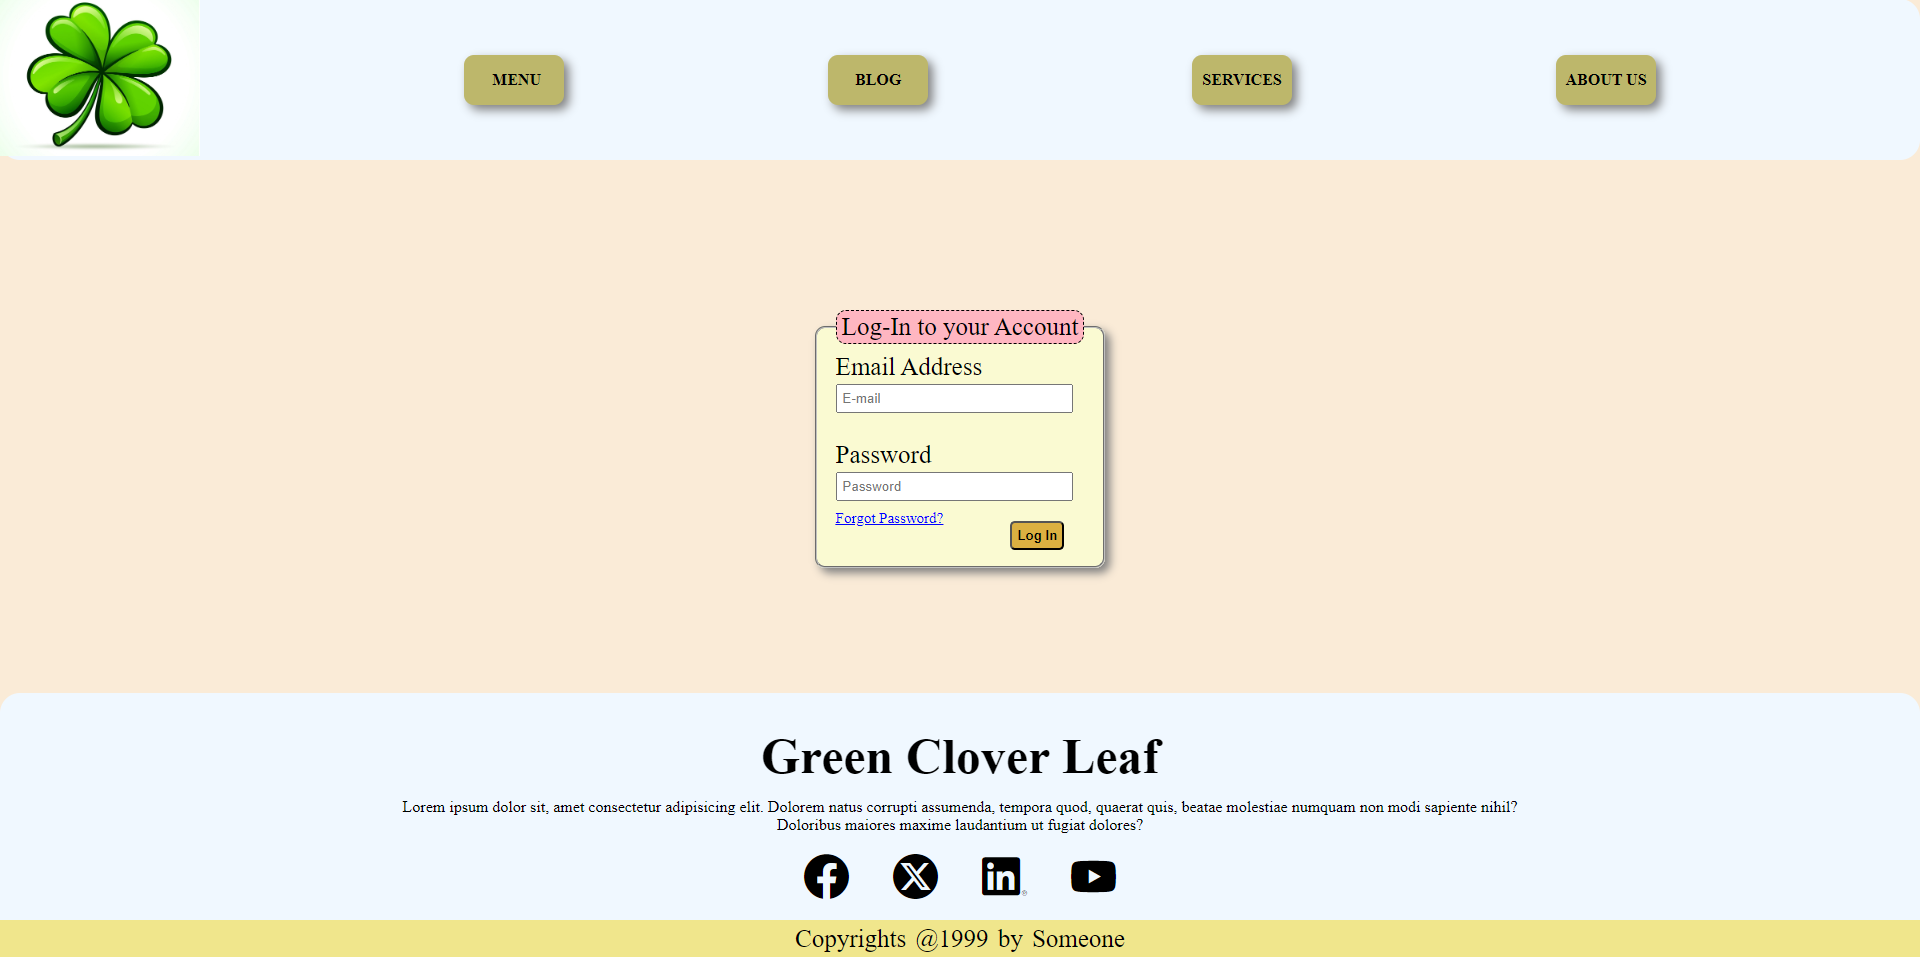 MENU
BLOG
SERVICES
ABOUT US
Log-In to your Account
Email Address
E-mail
Password
Password
Forgot Password?
Log In
Green Clover Leaf
Lorem ipsum dolor sit, amet consectetur adipisicing elit. Dolorem natus corrupti assumenda, tempora quod, quaerat quis, beatae molestiae numquam non modi sapiente nihil?
Doloribus maiores maxime laudantium ut fugiat dolores?
in
Copyrights @1999 by Someone